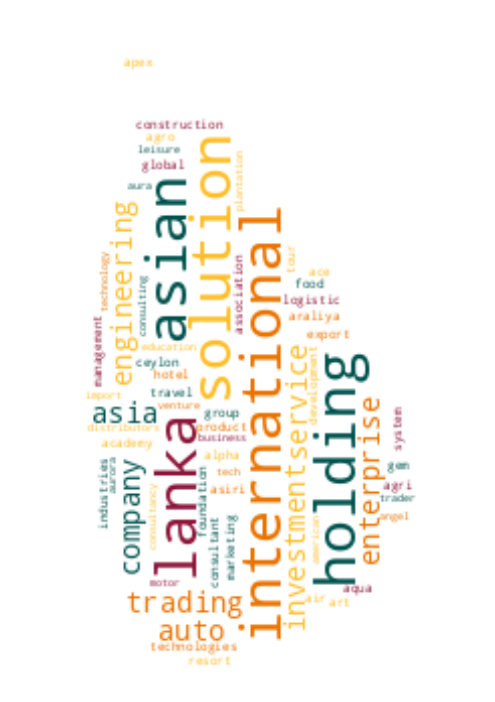 apex
construction
agro
leisure
global
aura
asian
solution
plantation
engineering
international
technology
consulting
association
tour
ace
food
logistic
araliya
export
management
education
ceylon
hotel
travel
import
venture
asia
group
distributors
product
business
academy
lanka
investmentservice
development
holding
enterprise
system
alpha
gem
tech
agri
asiri
trader
angel
industries
aurora
company
consultancy
foundation
consultant
marketing
american
motor
aqua
trading
air
art
auto
technologies
resort